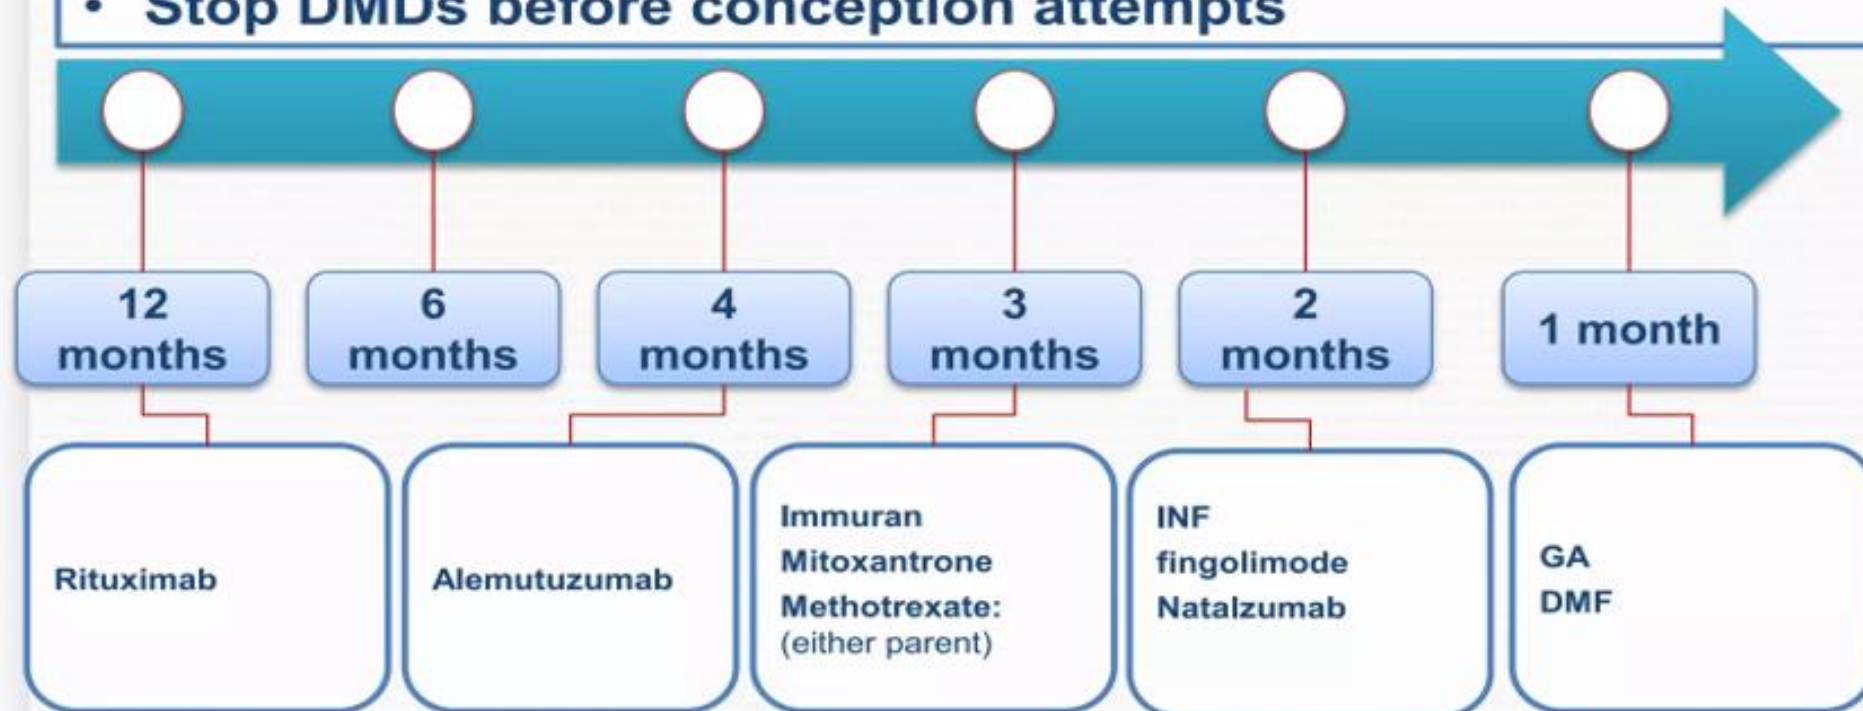 • Stop DMDs before conception attempts
12
months
6
months
4
months
3
months
2
months
1 month
Rituximab
Alemutuzumab
Immuran
Mitoxantrone
Methotrexate:
(either parent)
INF
fingolimode
Natalzumab
GA
DMF